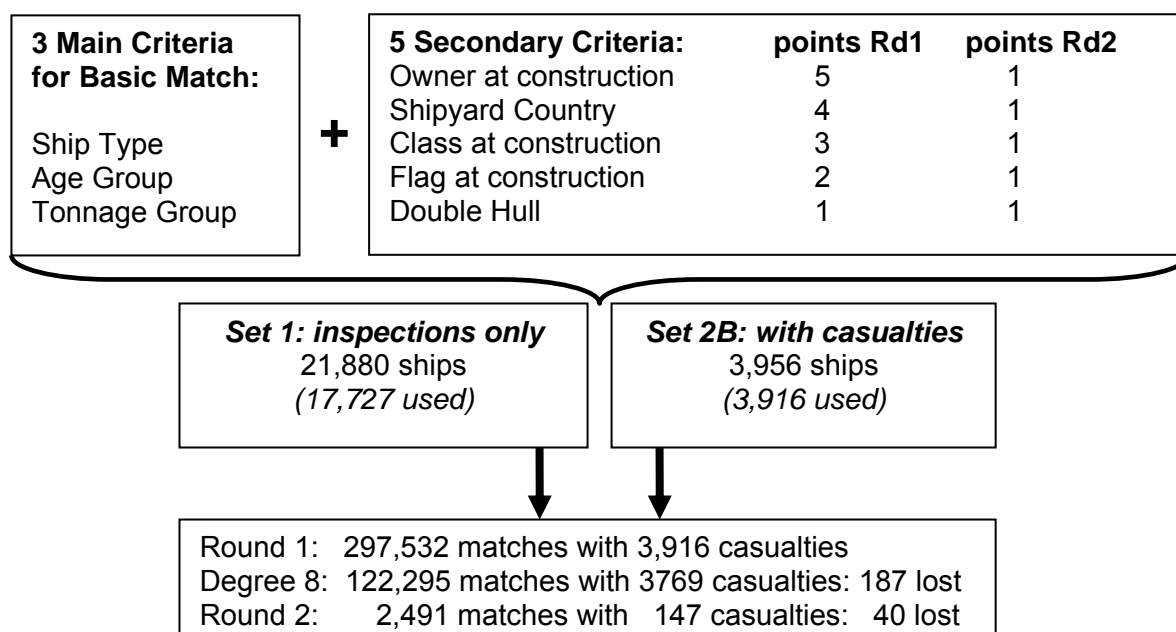 3 Main Criteria
for Basic Match:
Ship Type
Age Group
Tonnage Group
+
5 Secondary Criteria: points Rd1 points Rd2
Owner at construction 5 1
Shipyard Country 4 1
Class at construction 3 1
Flag at construction 2 1
Double Hull 1 1
Set 1: inspections only
21,880 ships
(17,727 used)
Set 2B: with casualties
3,956 ships
(3,916 used)
Round 1: 297,532 matches with 3,916 casualties
Degree 8: 122,295 matches with 3769 casualties: 187 lost
Round 2: 2,491 matches with 147 casualties: 40 lost